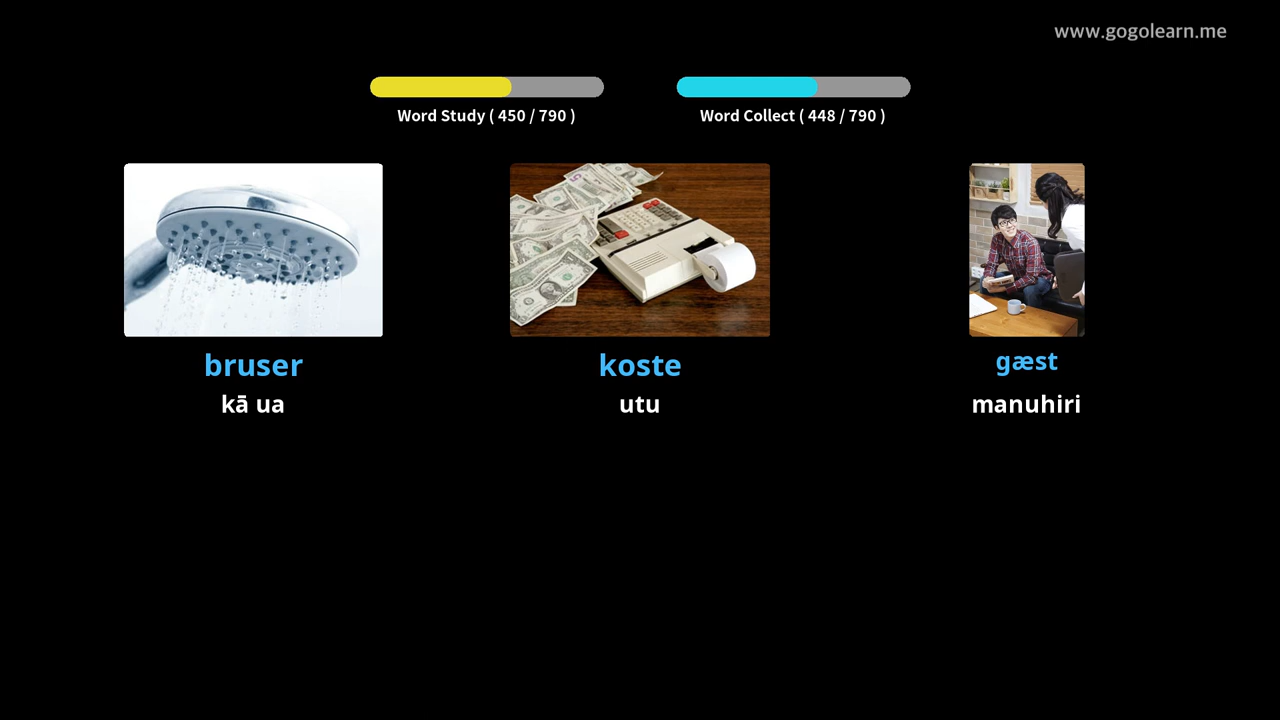 www.gogolearn.me
Word Study ( 450 / 790 )
Word Collect ( 448 / 790 )
bruser
koste
gæst
kā ua
utu
manuhiri